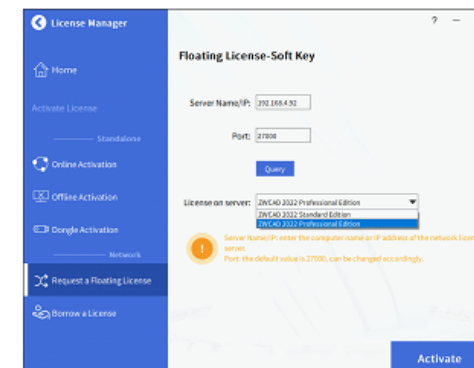 License Manager
? –
Home
Activate License
Standalone
Online Activation
Offline Activation
Dongle Activation
Network
Request a Floating License
Borrow a License
Floating License-Soft Key
Server Name/IP: 192.168.4.92
Port: 27000
Query
License on server: ZWCAD 2022 Professional Edition
ZWCAD 2022 Standard Edition
ZWCAD 2022 Professional Edition
Server Name/IP: enter the computer name or IP address of the network
server.
Port: the default value is 27000, can be changed accordingly.
Activate